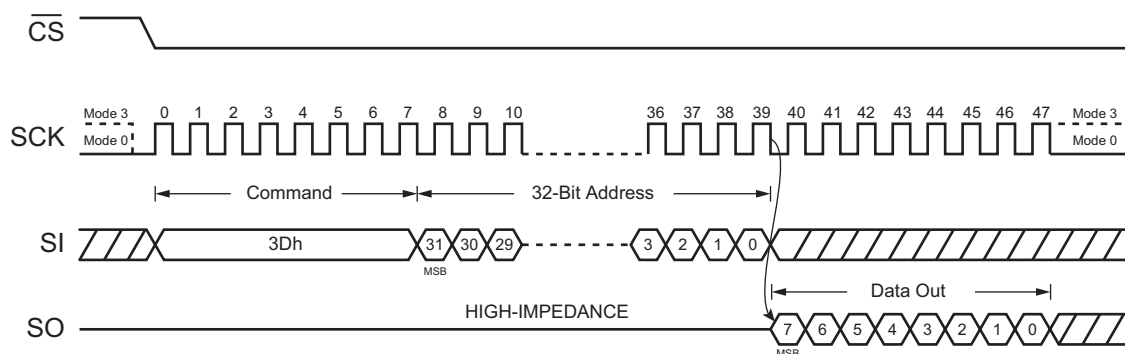 CS
Mode 3 0 1 2 3 4 5 6 7 8 9 10 36 37 38 39 40 41 42 43 44 45 46 47 Mode 3
SCK Mode 0 Mode 0
Command 32-Bit Address
SI 3Dh 31 30 29 3 2 1 0
MSB
HIGH-IMPEDANCE Data Out
SO 7 6 5 4 3 2 1 0
MSB